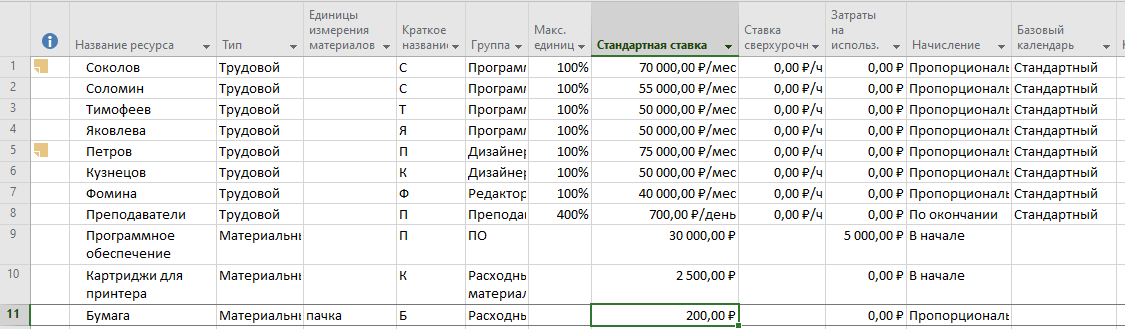 Название ресурса Тип Единицы измерения материалов Краткое названи Группа Макс. единиц Стандартная ставка Ставка сверхурочн Затраты на использ. Начисление Базовый календарь
1 Соколов Трудовой С Програм 100% 70 000,00 ₽/мес 0,00 ₽/ч 0,00 ₽ Пропорциональ Стандартный
2 Соломин Трудовой С Програм 100% 55 000,00 ₽/мес 0,00 ₽/ч 0,00 ₽ Пропорциональ Стандартный
3 Тимофеев Трудовой Т Програм 100% 50 000,00 ₽/мес 0,00 ₽/ч 0,00 ₽ Пропорциональ Стандартный
4 Яковлева Трудовой Я Програм 100% 50 000,00 ₽/мес 0,00 ₽/ч 0,00 ₽ Пропорциональ Стандартный
5 Петров Трудовой П Дизайнер 100% 75 000,00 ₽/мес 0,00 ₽/ч 0,00 ₽ Пропорциональ Стандартный
6 Кузнецов Трудовой К Дизайнер 100% 50 000,00 ₽/мес 0,00 ₽/ч 0,00 ₽ Пропорциональ Стандартный
7 Фомина Трудовой Ф Редактор 100% 40 000,00 ₽/мес 0,00 ₽/ч 0,00 ₽ Пропорциональ Стандартный
8 Преподаватели Трудовой П Препода 400% 700,00 ₽/день 0,00 ₽/ч 0,00 ₽ По окончании Стандартный
9 Программное обеспечение Материальн П ПО 30 000,00 ₽ 5 000,00 ₽ В начале
10 Картриджи для принтера Материальн К Расходн материал 2 500,00 ₽ 0,00 ₽ В начале
11 Бумага Материальн пачка Б Расходн 200,00 ₽ 0,00 ₽ Пропорциональ